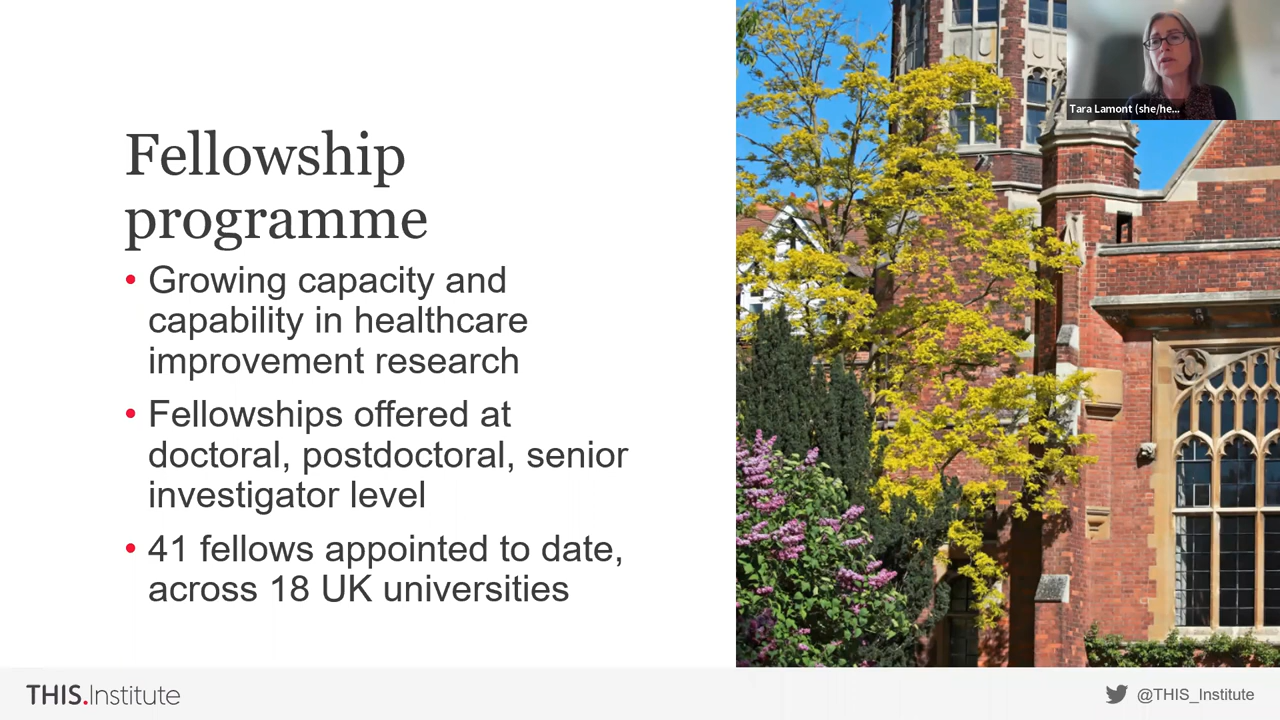 Fellowship
programme
• Growing capacity and
capability in healthcare
improvement research
• Fellowships offered at
doctoral, postdoctoral, senior
investigator level
• 41 fellows appointed to date,
across 18 UK universities
Tara Lamont (she/he...
THIS.Institute
@THIS_Institute